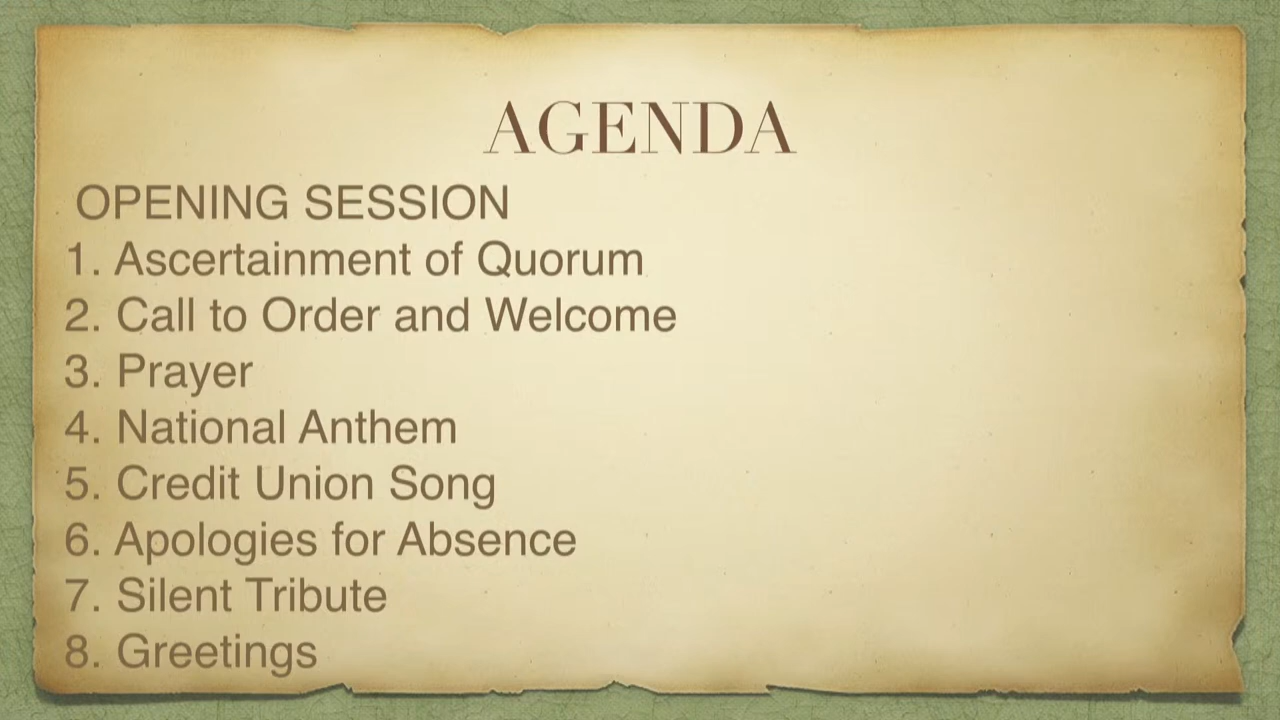 AGENDA
OPENING SESSION
1. Ascertainment of Quorum
2. Call to Order and Welcome
3. Prayer
4. National Anthem
5. Credit Union Song
6. Apologies for Absence
7. Silent Tribute
8. Greetings